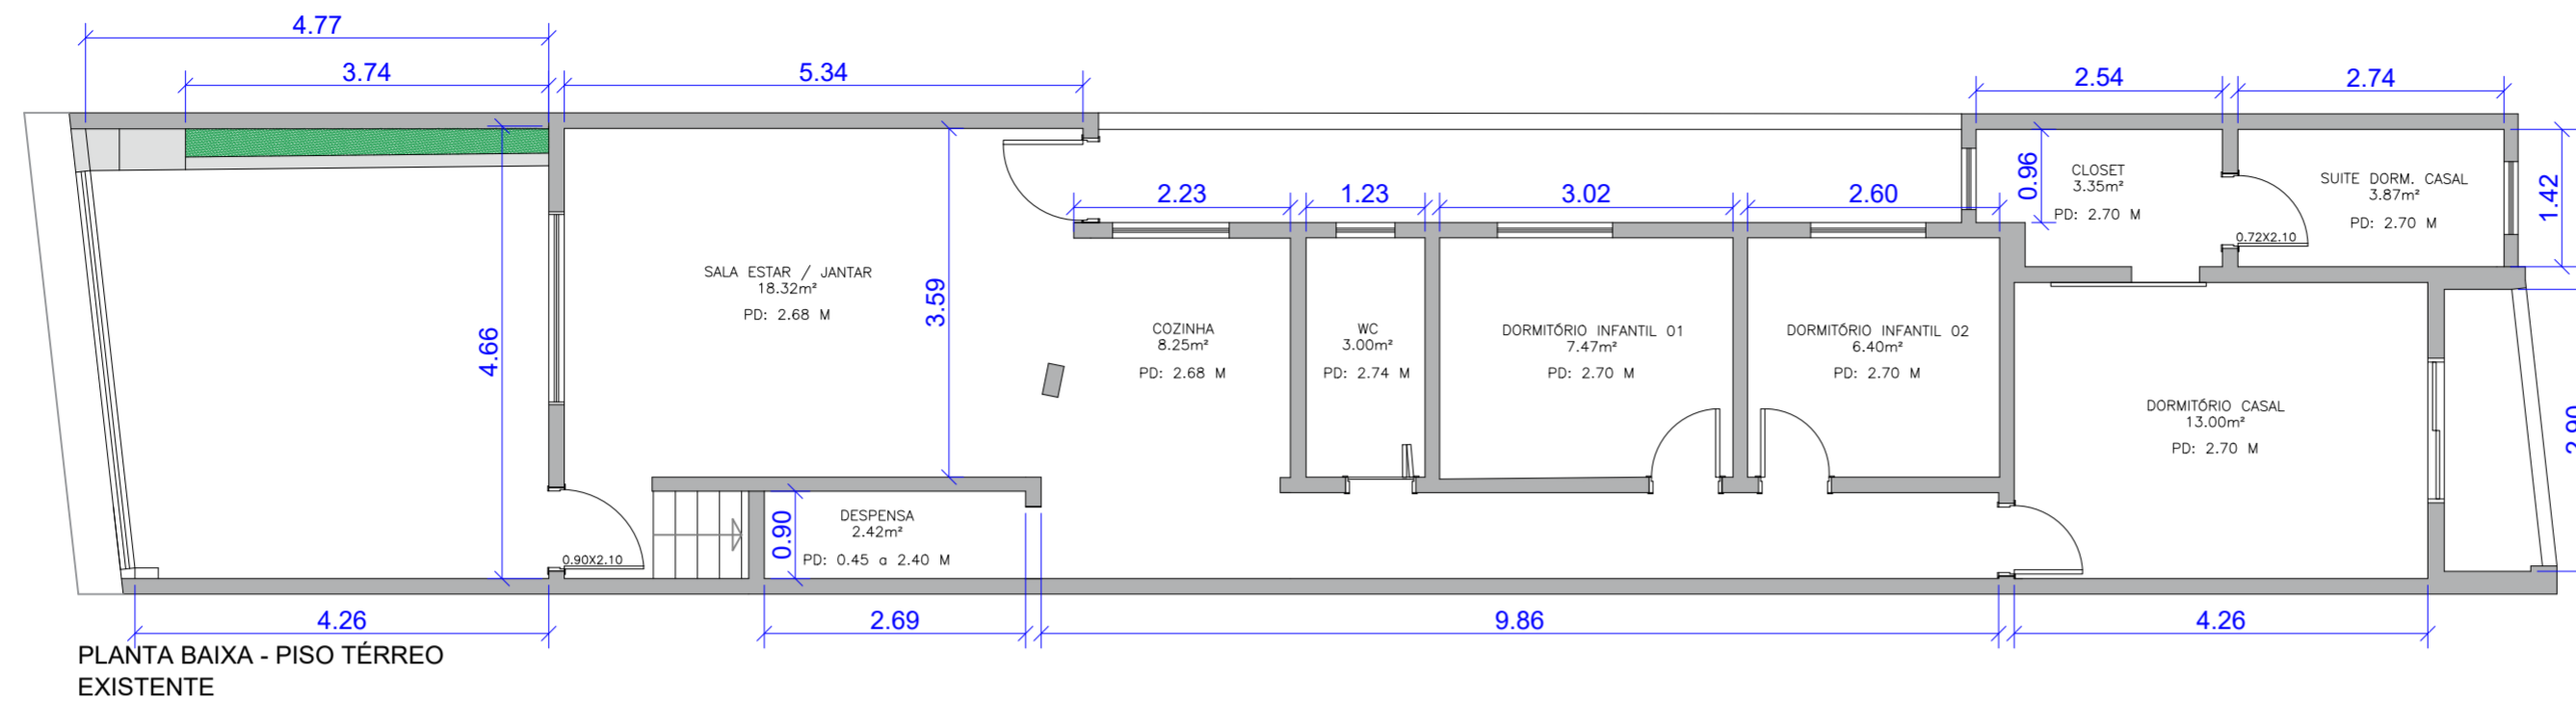 4.77
3.74
5.34
2.54
2.74
2.23
1.23
3.02
2.60
0.96
CLOSET
3.35m²
PD: 2.70 M
SUITE DORM. CASAL
3.87m²
PD: 2.70 M
1.42
0.72X2.10
SALA ESTAR / JANTAR
18.32m²
PD: 2.68 M
3.59
4.66
COZINHA
8.25m²
PD: 2.68 M
WC
3.00m²
PD: 2.74 M
DORMITÓRIO INFANTIL 01
7.47m²
PD: 2.70 M
DORMITÓRIO INFANTIL 02
6.40m²
PD: 2.70 M
DORMITÓRIO CASAL
13.00m²
PD: 2.70 M
0.90
DESPENSA
2.42m²
PD: 0.45 a 2.40 M
0.90X2.10
4.26
2.69
9.86
4.26
PLANTA BAIXA - PISO TÉRREO
EXISTENTE